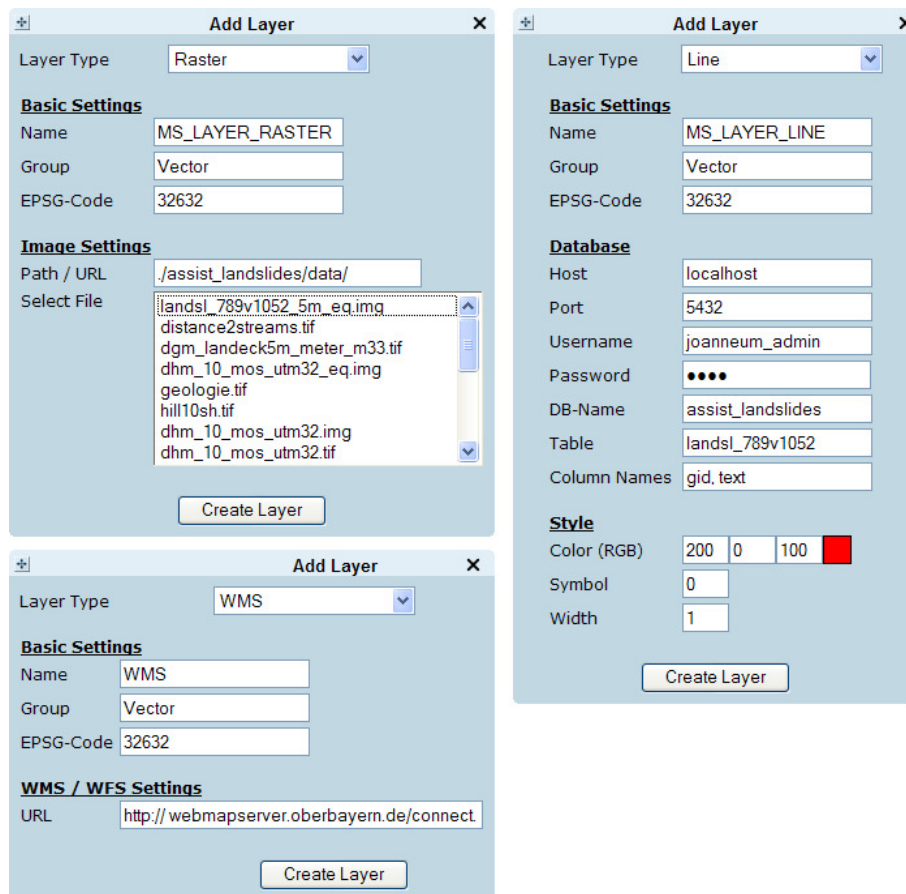 Add Layer
Layer Type Raster
Basic Settings
Name MS_LAYER_RASTER
Group Vector
EPSG-Code 32632
Image Settings
Path / URL ./assist_landslides/data/
Select File landsl_789v1052_5m_eq.img
distance2streams.tif
dgm_landeck5m_meter_m33.tif
dhm_10_mos_utm32_eq.img
geologie.tif
hill10sh.tif
dhm_10_mos_utm32.img
dhm_10_mos_utm32.tif
Create Layer
Add Layer
Layer Type WMS
Basic Settings
Name WMS
Group Vector
EPSG-Code 32632
WMS / WFS Settings
URL http:// webmapserver.oberbayern.de/connect.
Create Layer
Add Layer
Layer Type Line
Basic Settings
Name MS_LAYER_LINE
Group Vector
EPSG-Code 32632
Database
Host localhost
Port 5432
Username joanneum_admin
Password ●●●●
DB-Name assist_landslides
Table landsl_789v1052
Column Names gid, text
Style
Color (RGB) 200 0 100
Symbol 0
Width 1
Create Layer